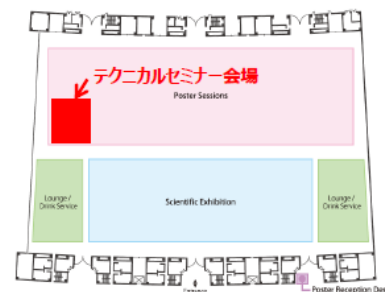 テクニカルセミナー会場
Poster Sessions
Lounge /
Drink Service
Scientific Exhibition
Lounge /
Drink Service
Entrance
Poster Reception Des